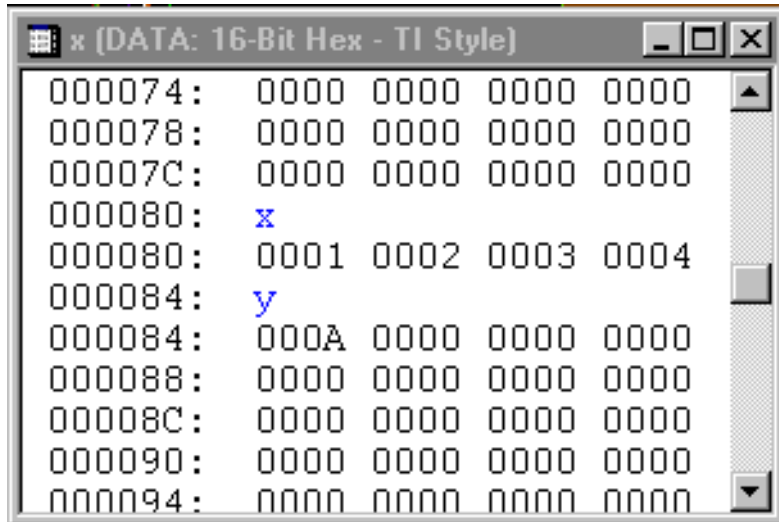 x (DATA: 16-Bit Hex - TI Style)
000074: 0000 0000 0000 0000
000078: 0000 0000 0000 0000
00007C: 0000 0000 0000 0000
000080: x
000080: 0001 0002 0003 0004
000084: y
000084: 000A 0000 0000 0000
000088: 0000 0000 0000 0000
00008C: 0000 0000 0000 0000
000090: 0000 0000 0000 0000
000094: 0000 0000 0000 0000